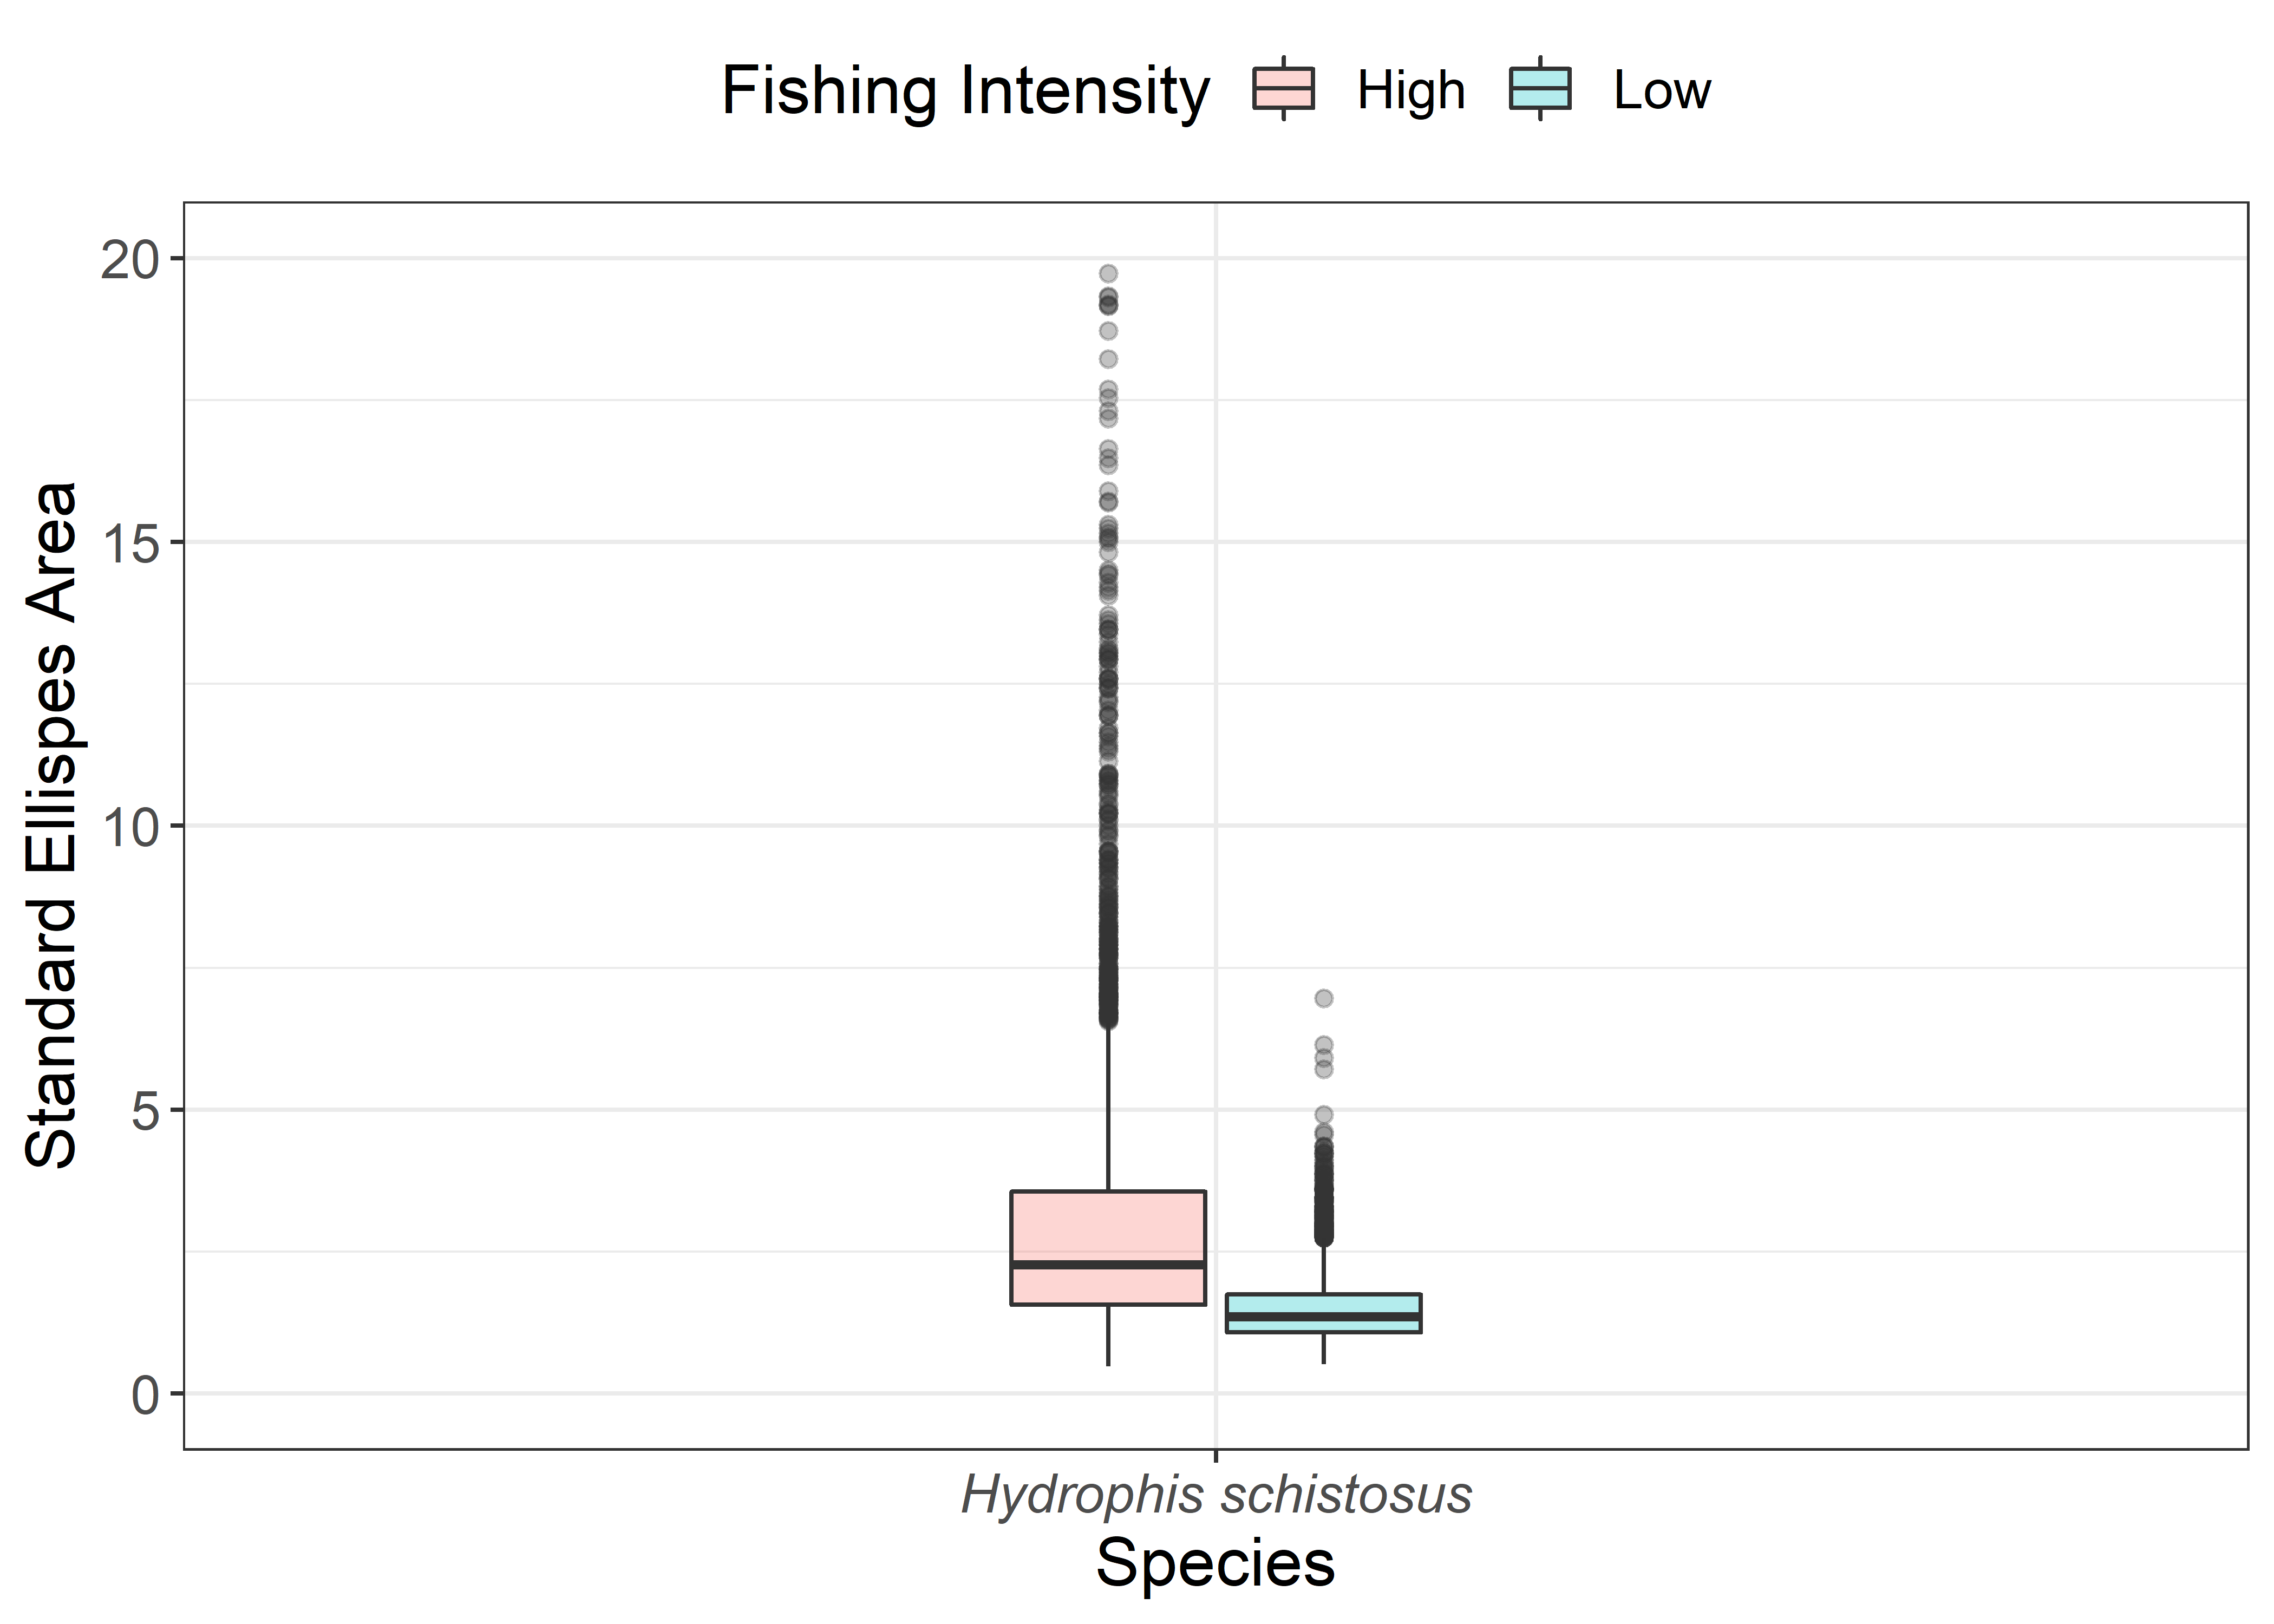 Fishing Intensity High Low
20
15
10
5
0
Standard Ellispes Area
Hydrophis schistosus
Species